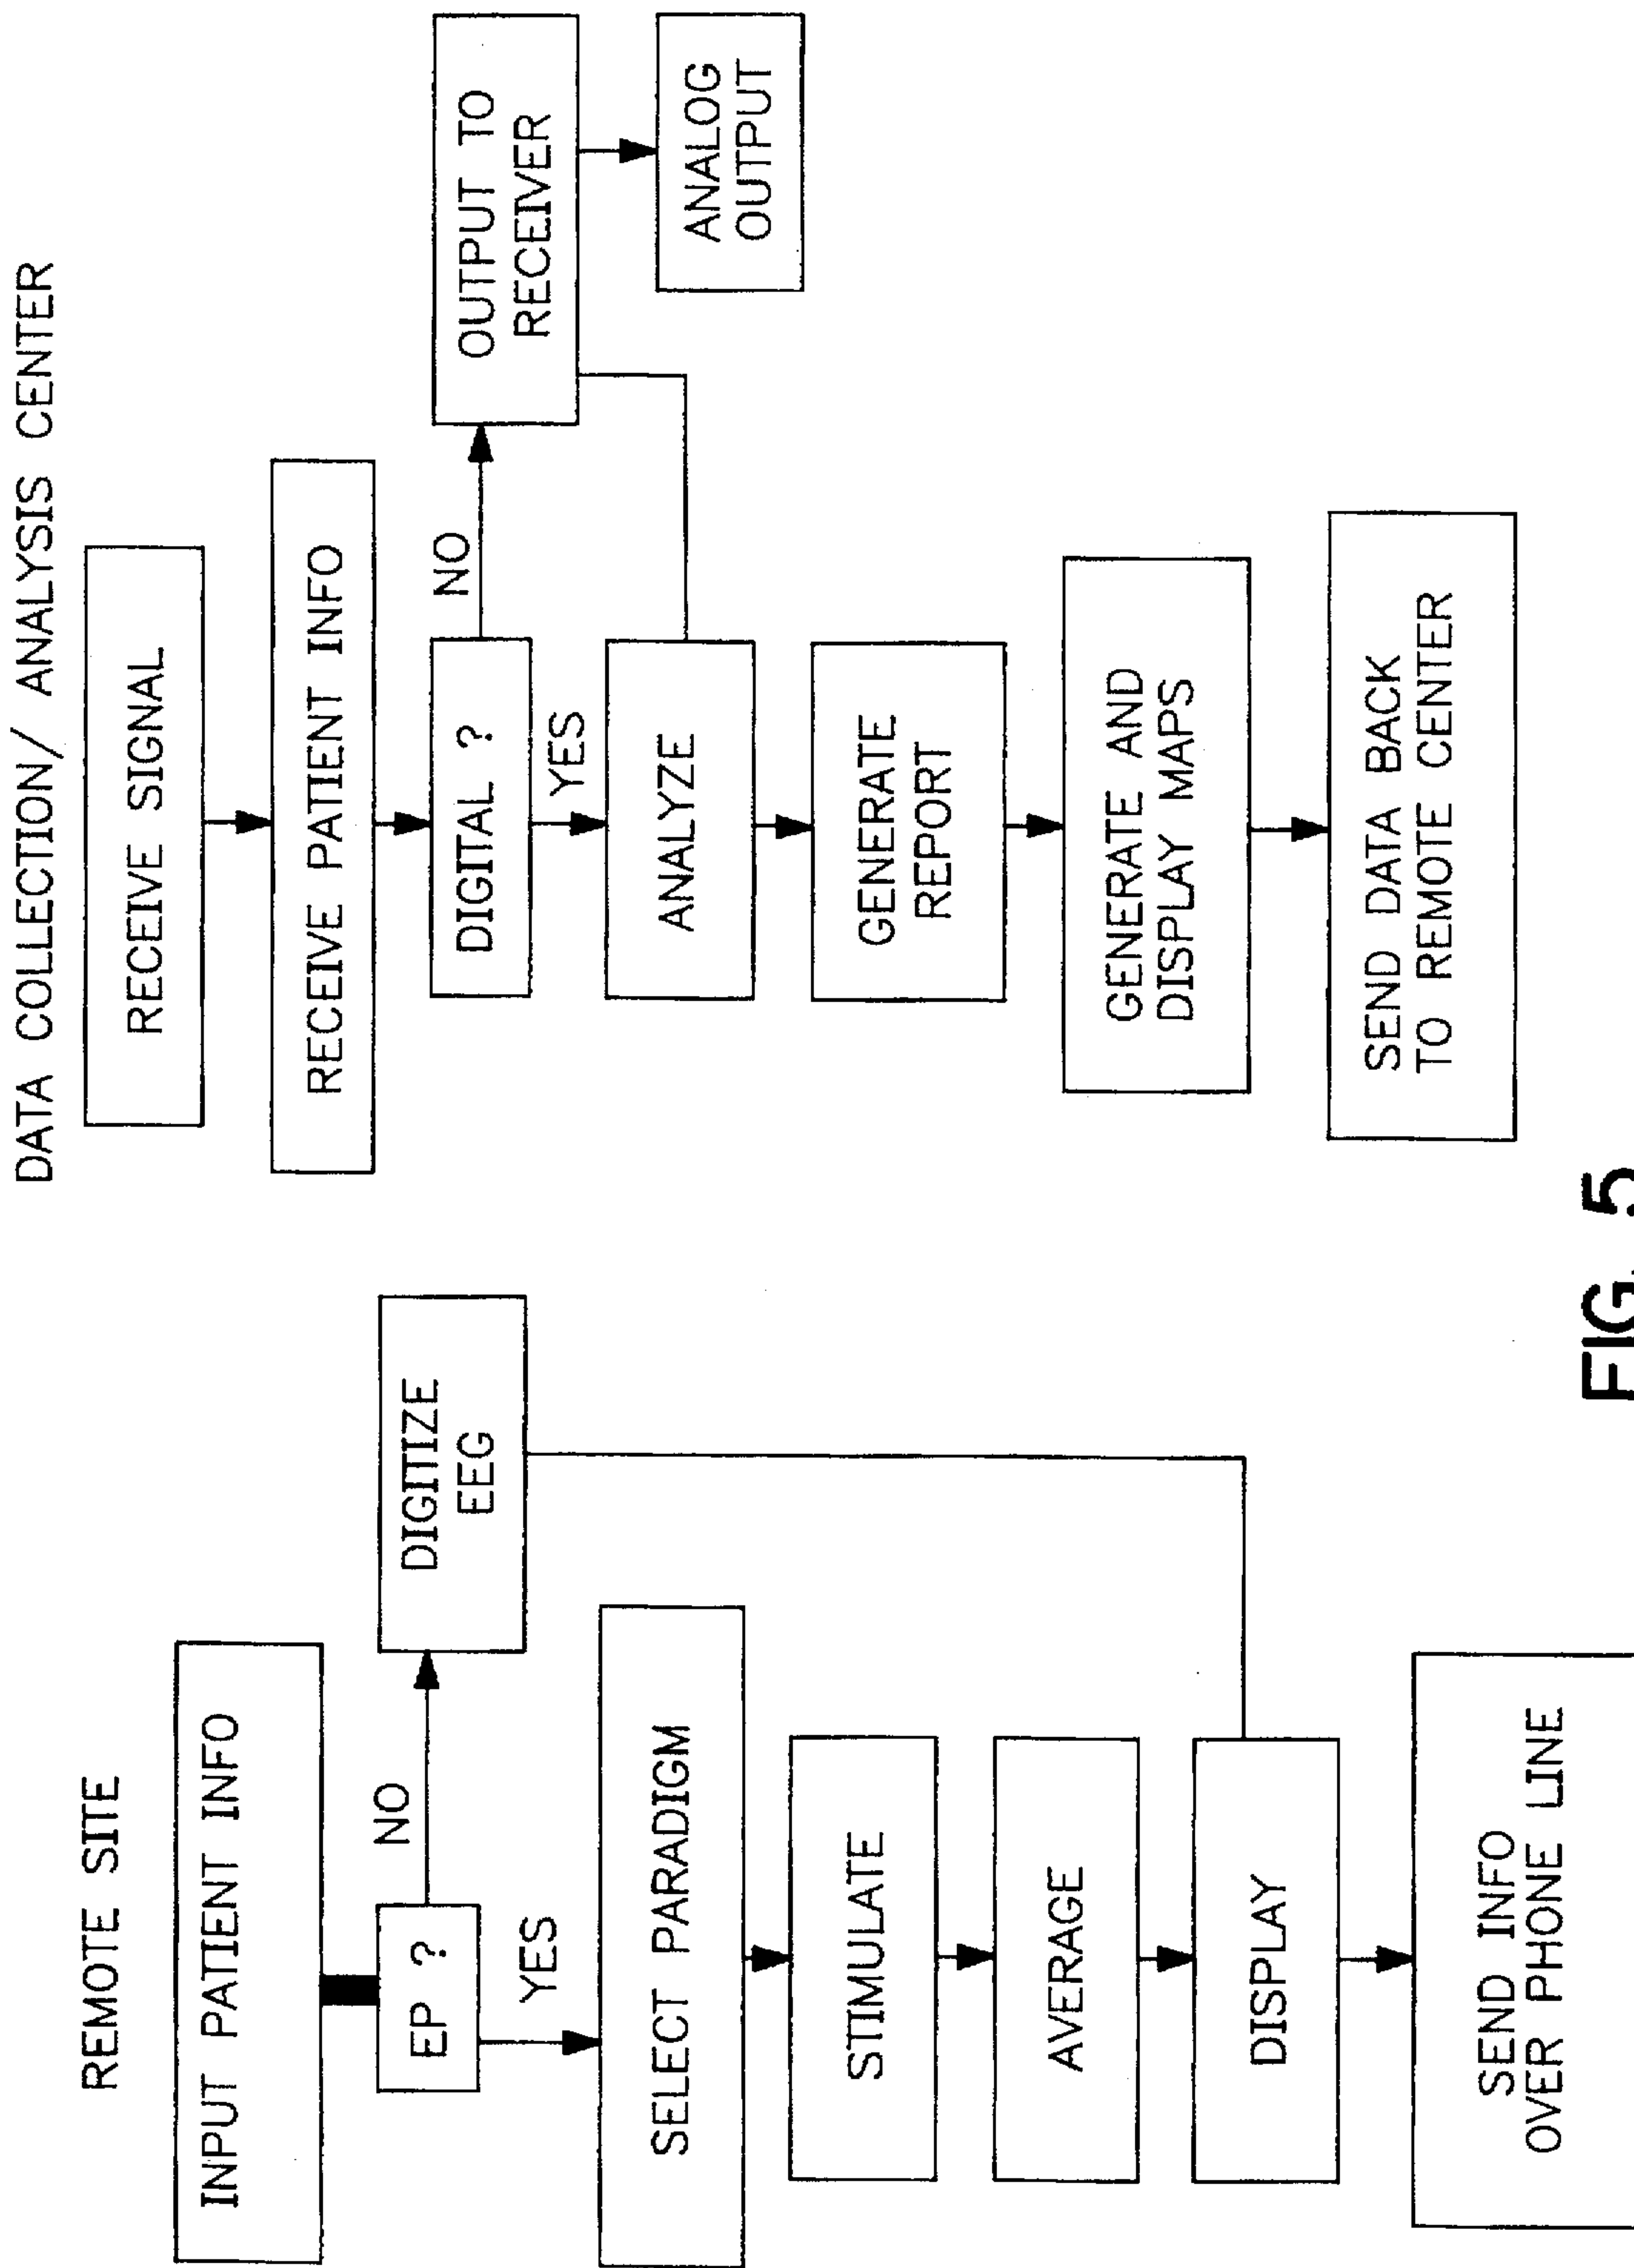 REMOTE SITE
INPUT PATIENT INFO
EP ?
NO
DIGITIZE
EEG
YES
SELECT PARADIGM
STIMULATE
AVERAGE
DISPLAY
SEND INFO
OVER PHONE LINE
DATA COLLECTION/ ANALYSIS CENTER
RECEIVE SIGNAL
RECEIVE PATIENT INFO
DIGITAL ?
NO
OUTPUT TO
RECEIVER
ANALOG
OUTPUT
YES
ANALYZE
GENERATE
REPORT
GENERATE AND
DISPLAY MAPS
SEND DATA BACK
TO REMOTE CENTER
FIG. 5